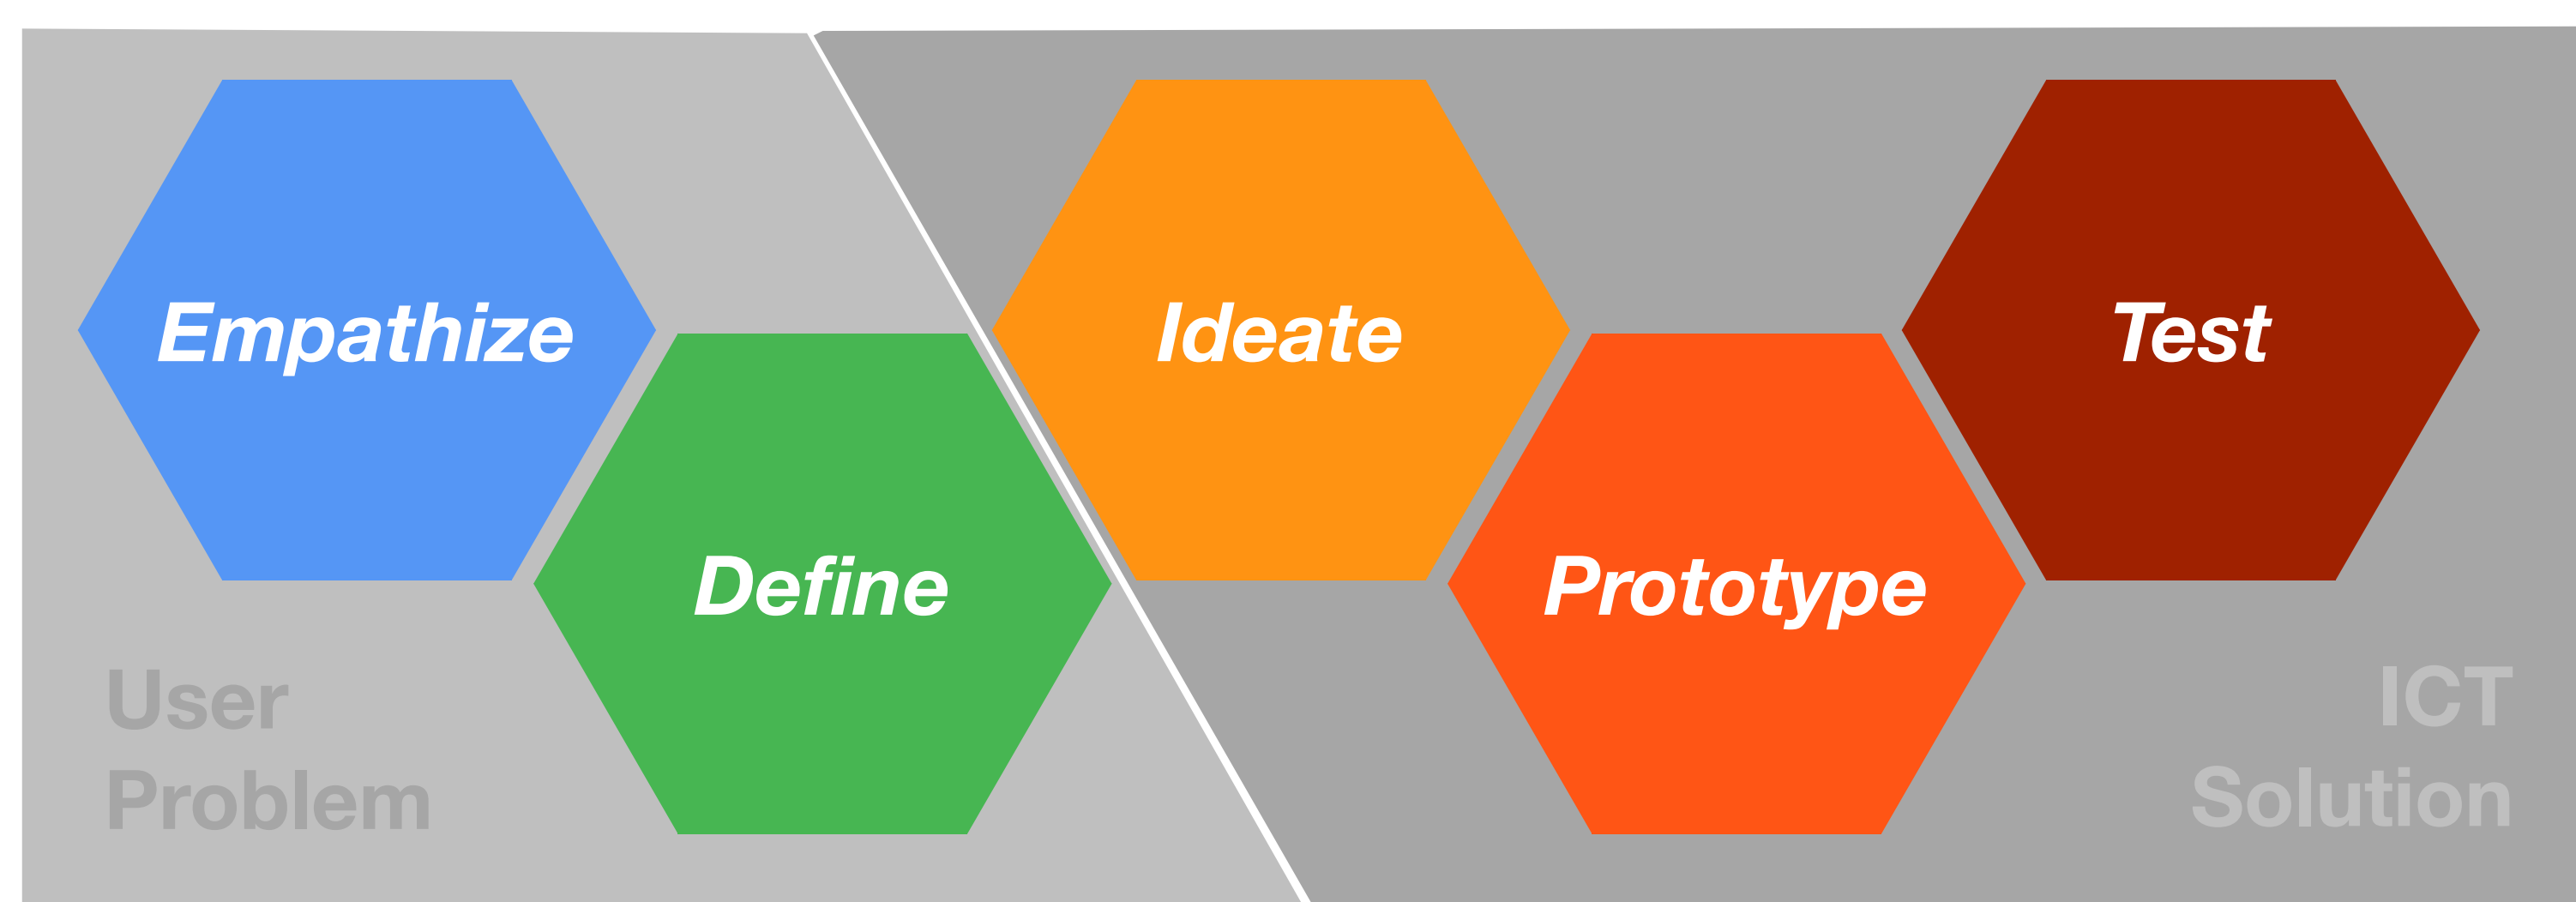 Empathize
Define
Ideate
Prototype
Test
User
Problem
ICT
Solution